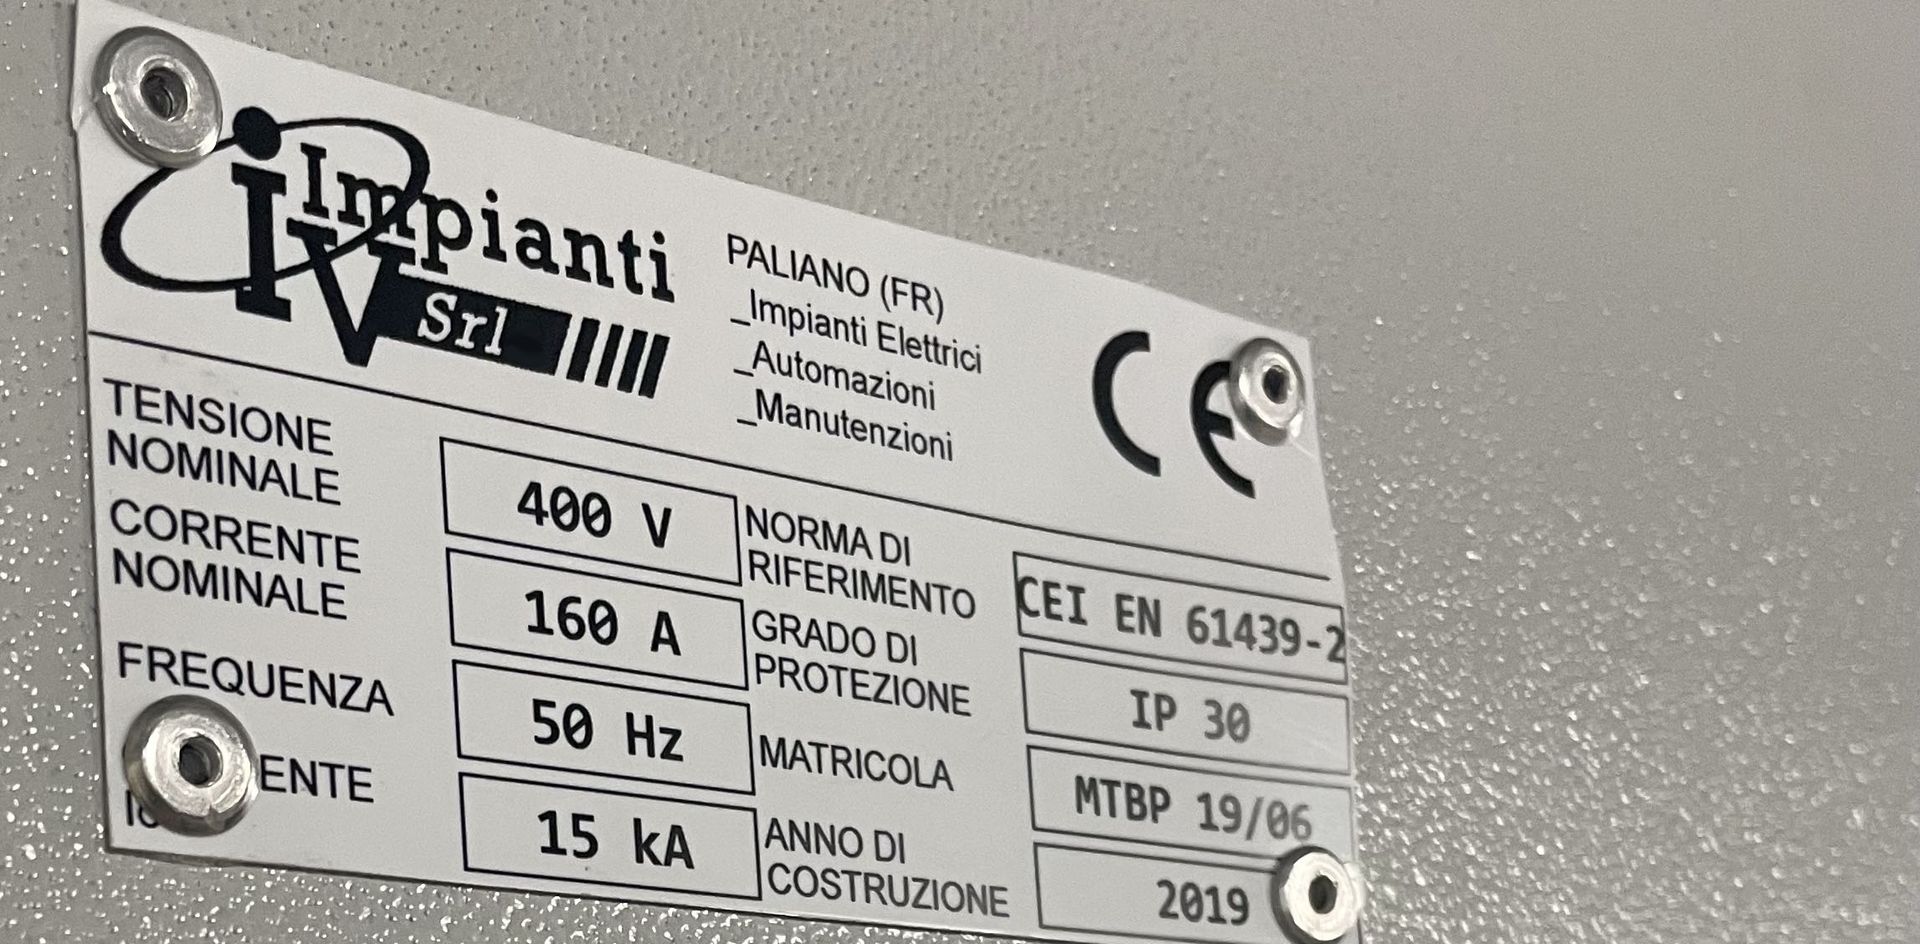 iV Impianti
Srl
PALIANO (FR)
_Impianti Elettrici
_Automazioni
_Manutenzioni
CE
TENSIONE
NOMINALE
400 V
CORRENTE
NOMINALE
160 A
FREQUENZA
50 Hz
ENTE
15 kA
NORMA DI
RIFERIMENTO
CEI EN 61439-2
GRADO DI
PROTEZIONE
IP 30
MATRICOLA
MTBP 19/06
ANNO DI
COSTRUZIONE
2019